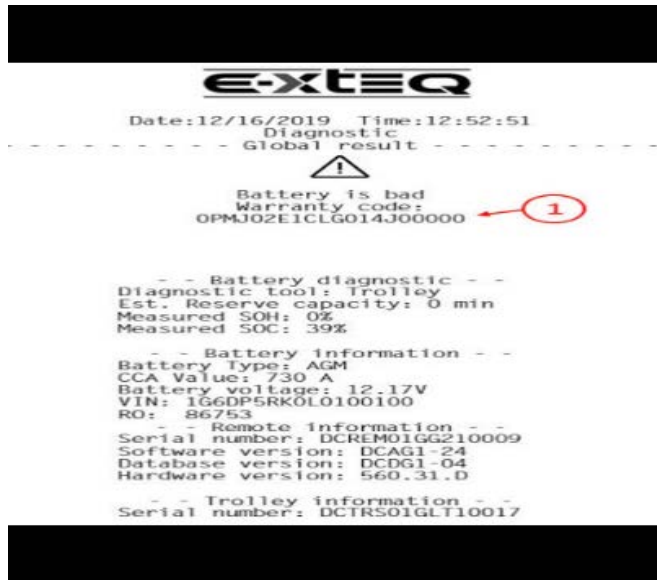 e-xteq
Date:12/16/2019 Time:12:52:51
Diagnostic
- - - - - - - - - Global result - - - - - - - - -
Battery is bad
Warranty code:
0PMJ02E1CLG014J00000
1
- - Battery diagnostic - -
Diagnostic tool: Trolley
Est. Reserve capacity: 0 min
Measured SOH: 0%
Measured SOC: 39%
- - Battery information - -
Battery Type: AGM
CCA Value: 730 A
Battery voltage: 12.17V
VIN: 1G6DP5RK0L0100100
RO: 86753
- - Remote information - -
Serial number: DCREM01GG210009
Software version: DCAG1-24
Database version: DCDG1-04
Hardware version: 560.31.D
- - Trolley information - -
Serial number: DCTRS01GLT10017